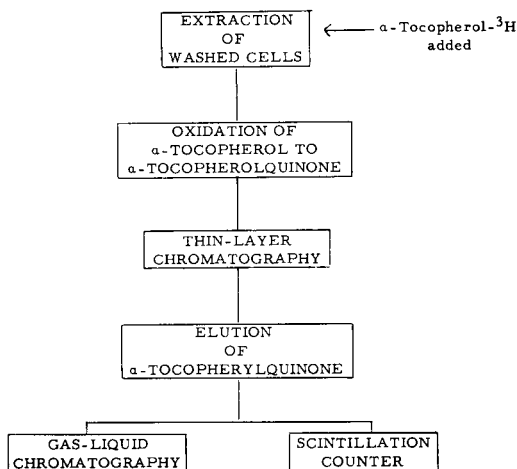 EXTRACTION
OF
WASHED CELLS
α-Tocopherol-³H
added
OXIDATION OF
α-TOCOPHEROL TO
α-TOCOPHEROLQUINONE
THIN-LAYER
CHROMATOGRAPHY
ELUTION
OF
α-TOCOPHERYLQUINONE
GAS-LIQUID
CHROMATOGRAPHY
SCINTILLATION
COUNTER